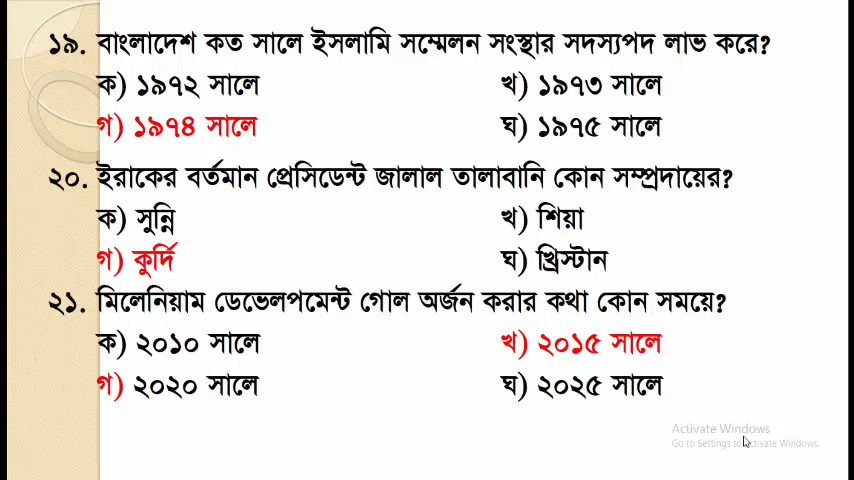 ১৯. বাংলাদেশ কত সালে ইসলামি সম্মেলন সংস্থার সদস্যপদ লাভ করে?
ক) ১৯৭২ সালে খ) ১৯৭৩ সালে
গ) ১৯৭৪ সালে ঘ) ১৯৭৫ সালে
২০. ইরাকের বর্তমান প্রেসিডেন্ট জালাল তালাবানি কোন সম্প্রদায়ের?
ক) সুন্নি খ) শিয়া
গ) কুর্দি ঘ) খ্রিস্টান
২১. মিলেনিয়াম ডেভেলপমেন্ট গোল অর্জন করার কথা কোন সময়ে?
ক) ২০১০ সালে খ) ২০১৫ সালে
গ) ২০২০ সালে ঘ) ২০২৫ সালে
Activate Windows
Go to Settings to Activate Windows.